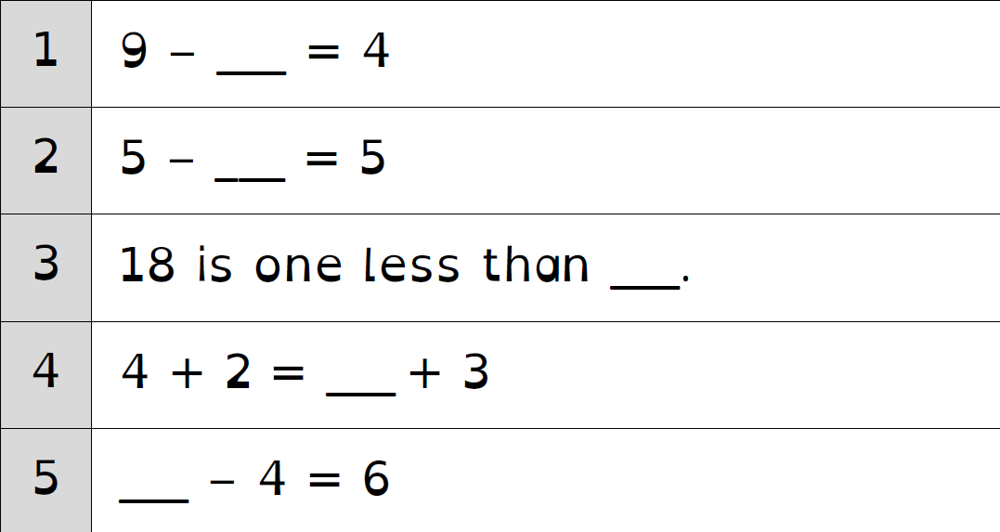 1 9 – ___ = 4
2 5 – ___ = 5
3 18 is one less than ___.
4 4 + 2 = ___ + 3
5 ___ – 4 = 6